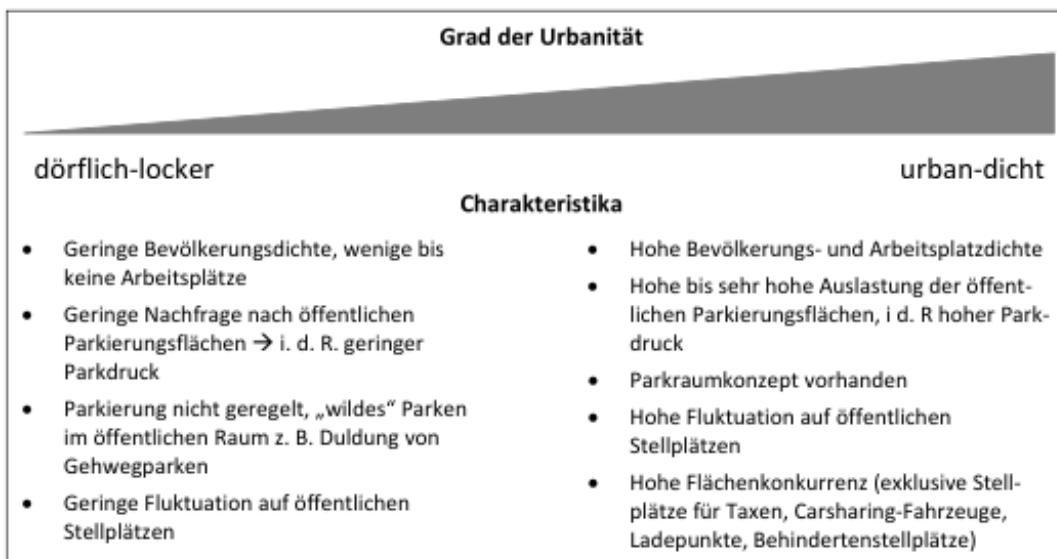 Grad der Urbanität
dörflich-locker
urban-dicht
Charakteristika
• Geringe Bevölkerungsdichte, wenige bis
keine Arbeitsplätze
• Geringe Nachfrage nach öffentlichen
Parkierungsflächen → i. d. R. geringer
Parkdruck
• Parkierung nicht geregelt, „wildes“ Parken
im öffentlichen Raum z. B. Duldung von
Gehwegparken
• Geringe Fluktuation auf öffentlichen
Stellplätzen
• Hohe Bevölkerungs- und Arbeitsplatzdichte
• Hohe bis sehr hohe Auslastung der öffent-
lichen Parkierungsflächen, i d. R hoher Park-
druck
• Parkraumkonzept vorhanden
• Hohe Fluktuation auf öffentlichen
Stellplätzen
• Hohe Flächenkonkurrenz (exklusive Stell-
plätze für Taxen, Carsharing-Fahrzeuge,
Ladepunkte, Behindertenstellplätze)